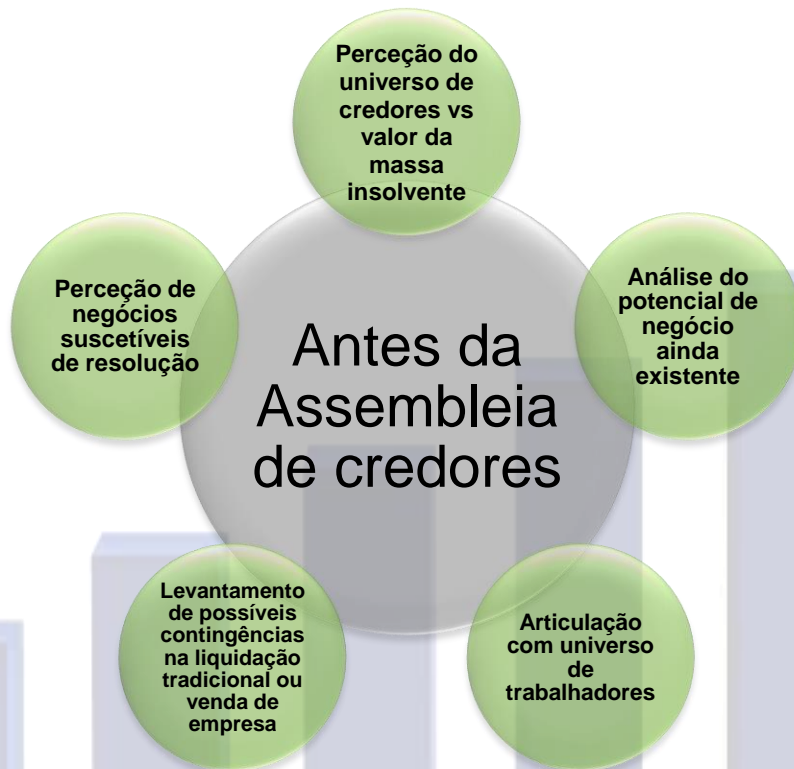 Perceção do
universo de
credores vs
valor da
massa
insolvente
Perceção de
negócios
suscetíveis
de resolução
Análise do
potencial de
negócio
ainda
existente
Antes da
Assembleia
de credores
Levantamento
de possíveis
contingências
na liquidação
tradicional ou
venda de
empresa
Articulação
com universo
de
trabalhadores